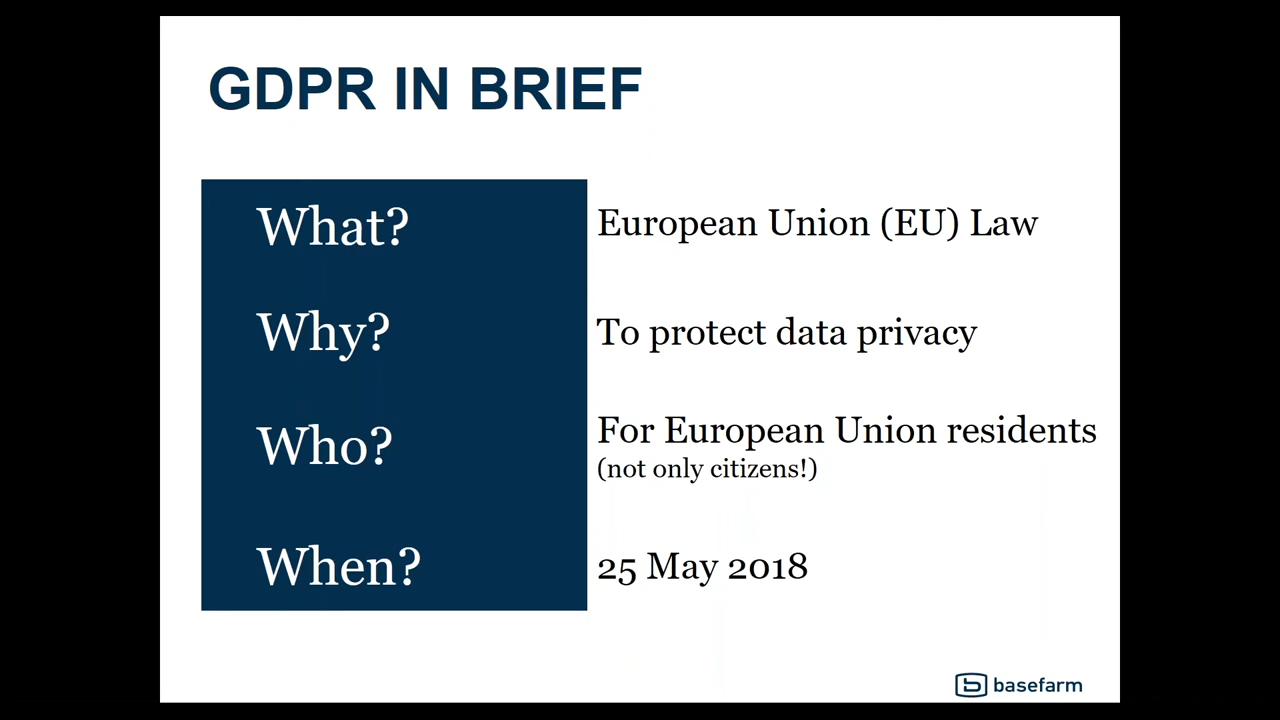 GDPR IN BRIEF
What?
European Union (EU) Law
Why?
To protect data privacy
Who?
For European Union residents
(not only citizens!)
When?
25 May 2018
basefarm